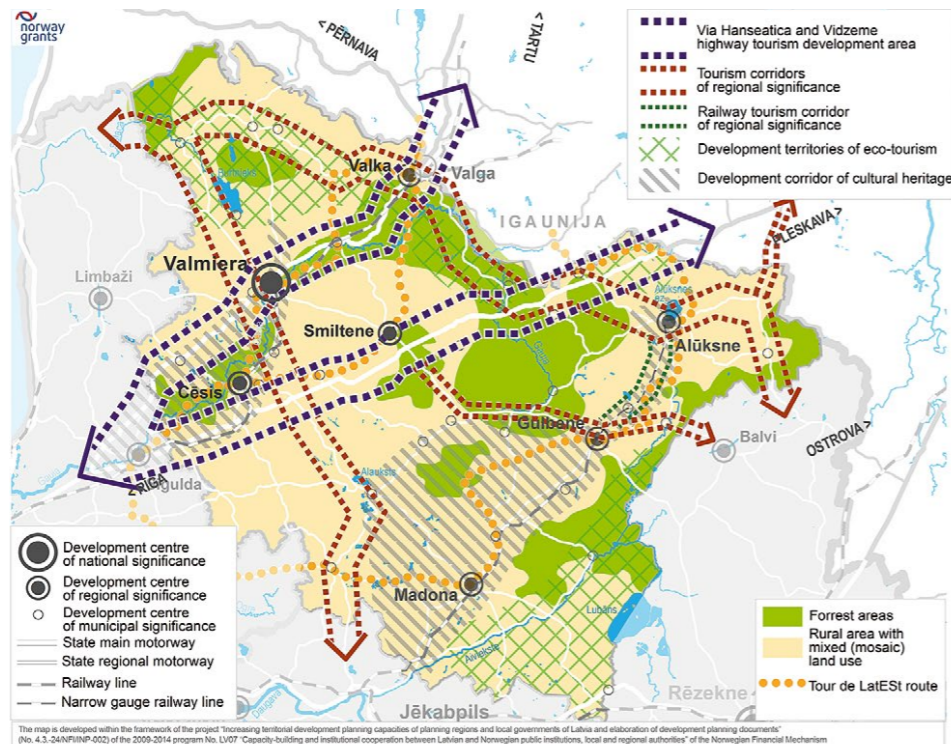 norway
grants
< PĒRNAVA >
< TARTU
Via Hanseatica and Vidzeme
highway tourism development area
Tourism corridors
of regional significance
Railway tourism corridor
of regional significance
Development territories of eco-tourism
Development corridor of cultural heritage
Valka
Valga
Burtnieks
IGAUNIJA
PLESKAVA >
Limbaži
Valmiera
Smiltene
Alūksnes
ez.
Alūksne
Cēsis
Gauja
Gulbene
Balvi
OSTROVA >
< RĪGA
Sigulda
Alauksts
Madona
Lubāns
Aiviekste
Daugava
Jēkabpils
Rēzekne
Development centre
of national significance
Development centre
of regional significance
Development centre
of municipal significance
State main motorway
State regional motorway
Railway line
Narrow gauge railway line
Forrest areas
Rural area with
mixed (mosaic)
land use
Tour de LatESt route
The map is developed within the framework of the project "Increasing territorial development planning capacities of planning regions and local governments of Latvia and elaboration of development planning documents"
(No. 4.3.-24/NFI/INP-002) of the 2009-2014 program No. LV07 "Capacity-building and institutional cooperation between Latvian and Norwegian public institutions, local and regional authorities" of the Norwegian Financial Mechanism